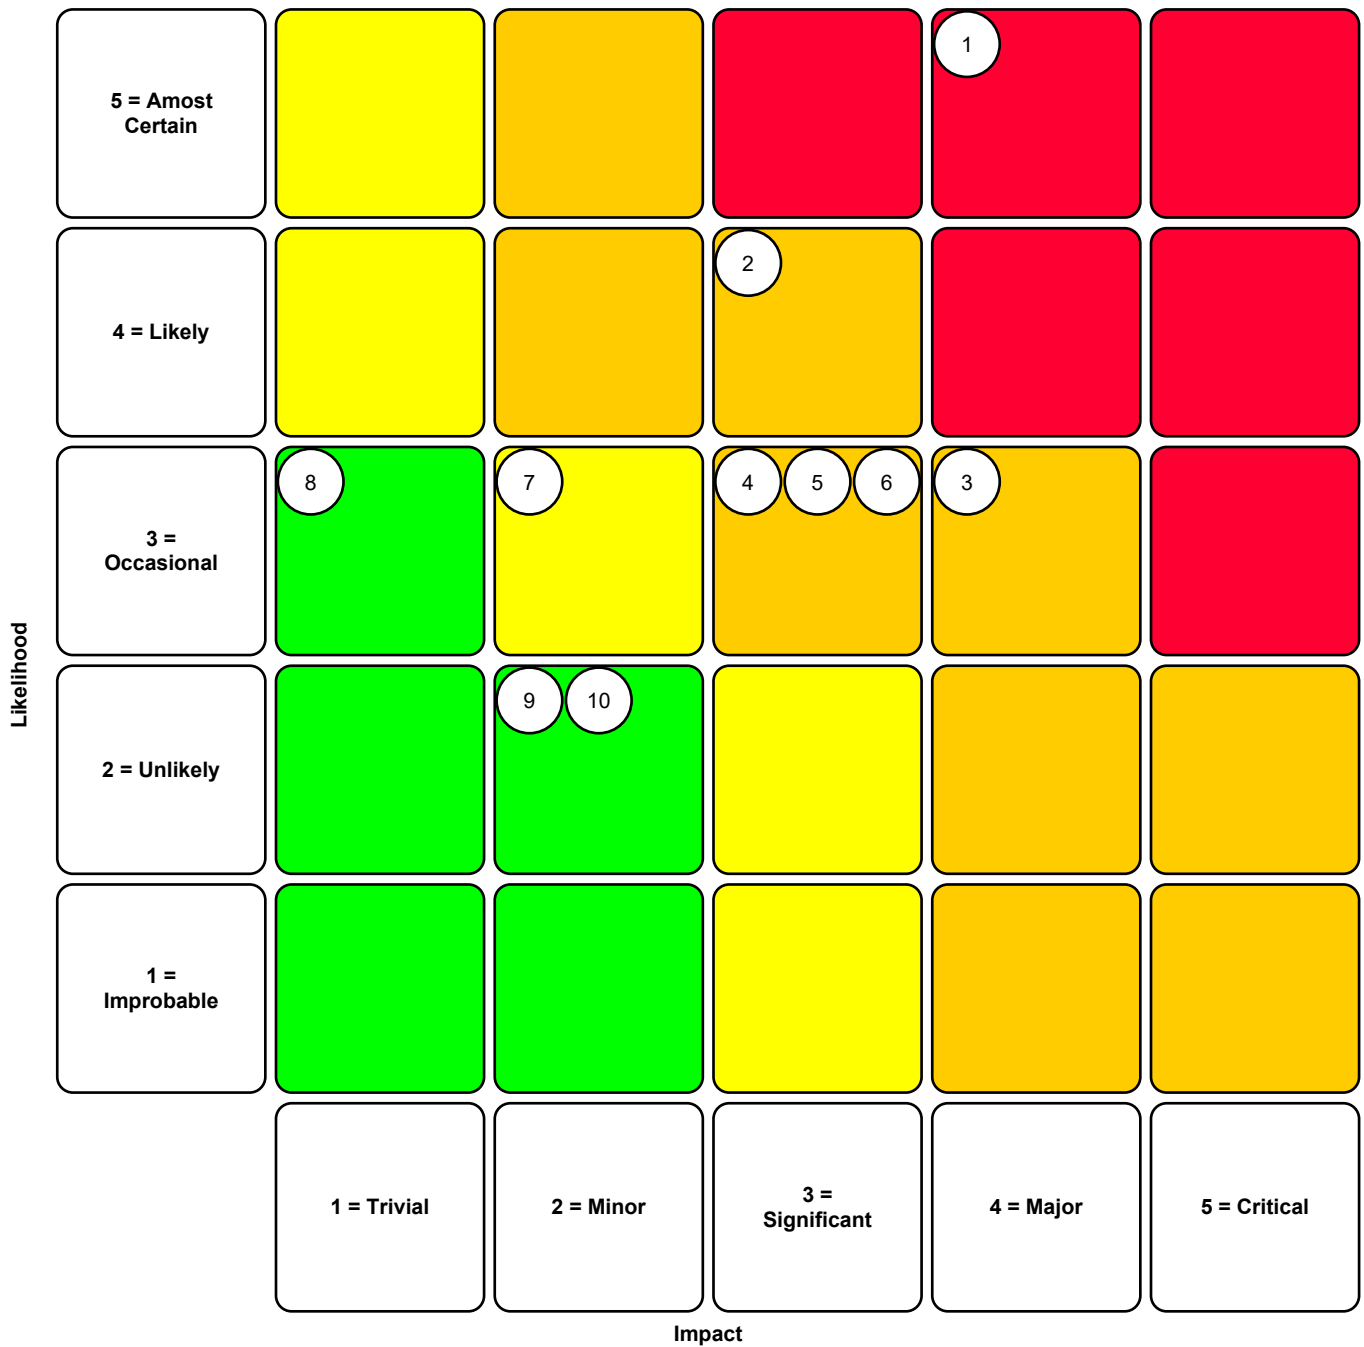 5 = Amost
Certain
1
4 = Likely
2
3 =
Occasional
8
7
4
5
6
3
Likelihood
2 = Unlikely
9
10
1 =
Improbable
1 = Trivial
2 = Minor
3 =
Significant
4 = Major
5 = Critical
Impact